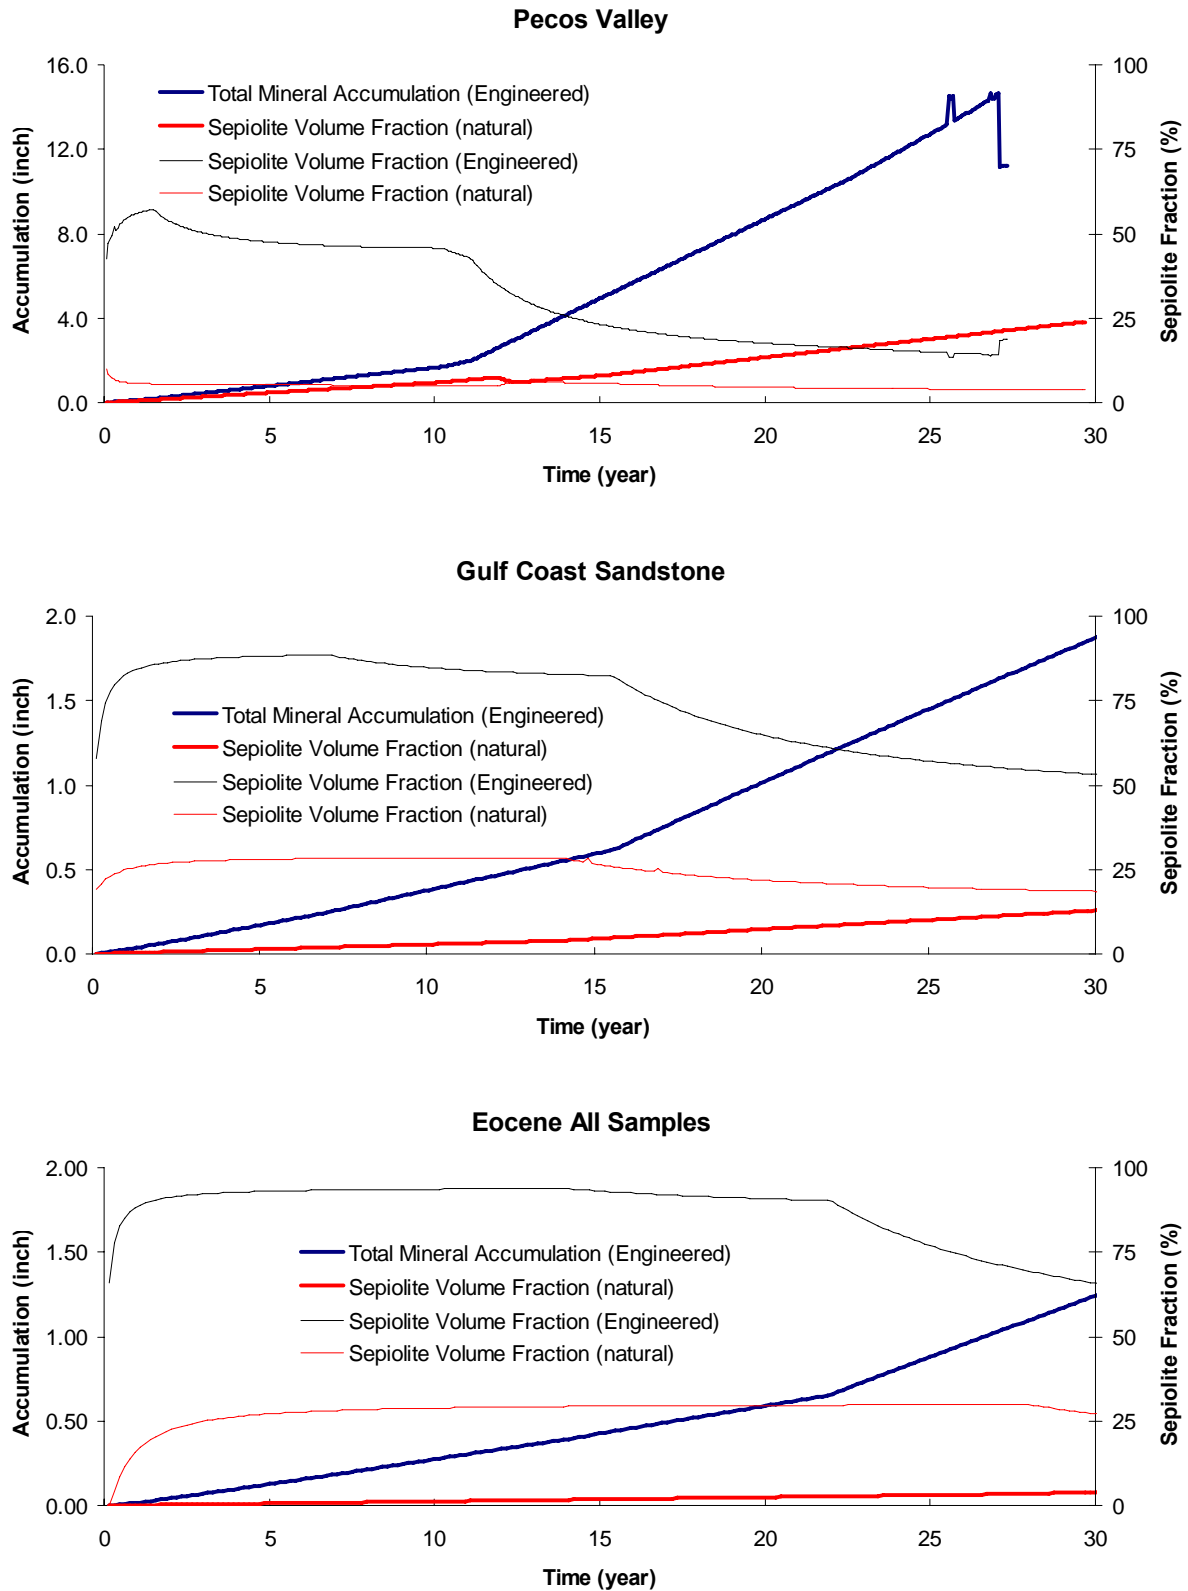 Pecos Valley
16.0
12.0
8.0
4.0
0.0
Accumulation (inch)
Total Mineral Accumulation (Engineered)
Sepiolite Volume Fraction (natural)
Sepiolite Volume Fraction (Engineered)
Sepiolite Volume Fraction (natural)
100
75
50
25
0
Sepiolite Fraction (%)
0 5 10 15 20 25 30
Time (year)
Gulf Coast Sandstone
2.0
1.5
1.0
0.5
0.0
Accumulation (inch)
Total Mineral Accumulation (Engineered)
Sepiolite Volume Fraction (natural)
Sepiolite Volume Fraction (Engineered)
Sepiolite Volume Fraction (natural)
100
75
50
25
0
Sepiolite Fraction (%)
0 5 10 15 20 25 30
Time (year)
Eocene All Samples
2.00
1.50
1.00
0.50
0.00
Accumulation (inch)
Total Mineral Accumulation (Engineered)
Sepiolite Volume Fraction (natural)
Sepiolite Volume Fraction (Engineered)
Sepiolite Volume Fraction (natural)
100
75
50
25
0
Sepiolite Fraction (%)
0 5 10 15 20 25 30
Time (year)